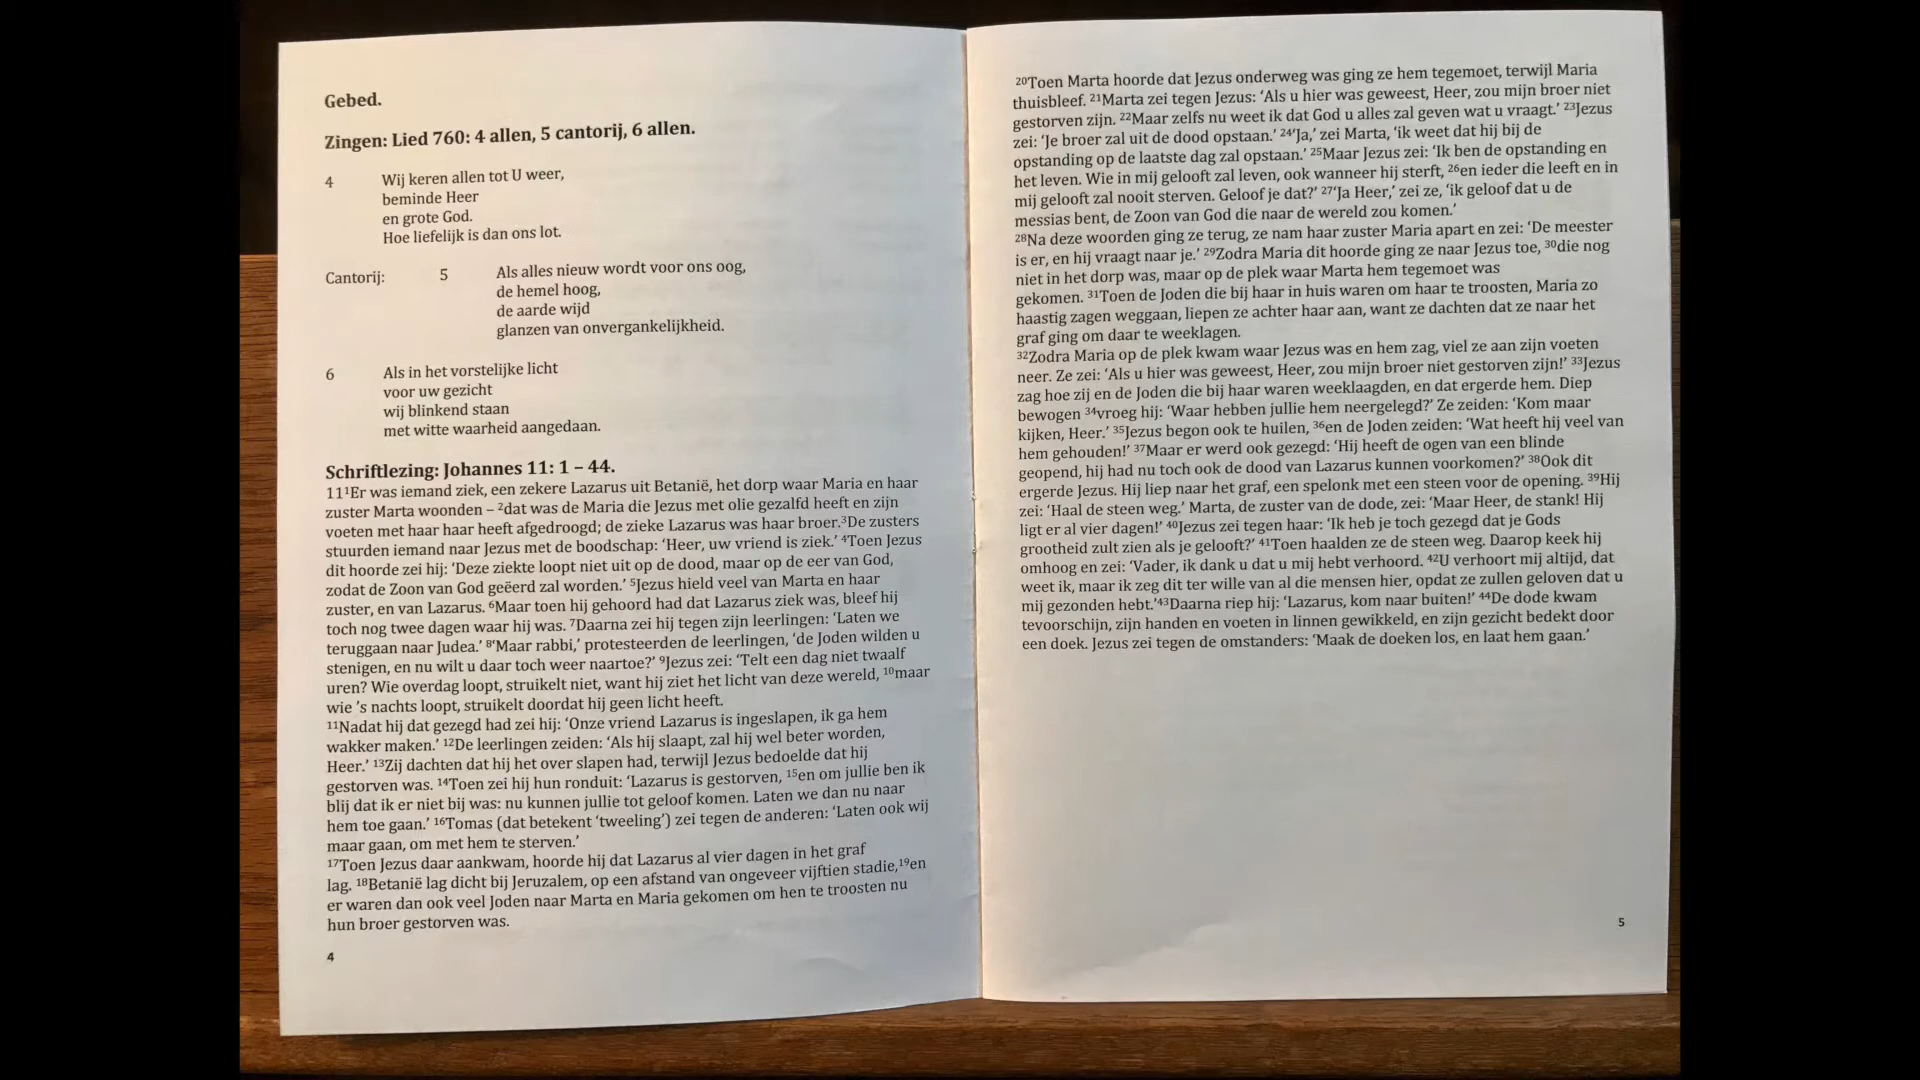 Gebed.
Zingen: Lied 760: 4 allen, 5 cantorij, 6 allen.
4 Wij keren allen tot U weer,
beminde Heer
en grote God.
Hoe liefelijk is dan ons lot.
Cantorij: 5 Als alles nieuw wordt voor ons oog,
de hemel hoog,
de aarde wijd
glanzen van onvergankelijkheid.
6 Als in het vorstelijke licht
voor uw gezicht
wij blinkend staan
met witte waarheid aangedaan.
Schriftlezing: Johannes 11: 1 – 44.
11¹Er was iemand ziek, een zekere Lazarus uit Betanië, het dorp waar Maria en haar
zuster Marta woonden – ²dat was de Maria die Jezus met olie gezalfd heeft en zijn
voeten met haar haar heeft afgedroogd; de zieke Lazarus was haar broer.³De zusters
stuurden iemand naar Jezus met de boodschap: ‘Heer, uw vriend is ziek.’ ⁴Toen Jezus
dit hoorde zei hij: ‘Deze ziekte loopt niet uit op de dood, maar op de eer van God,
zodat de Zoon van God geëerd zal worden.’ ⁵Jezus hield veel van Marta en haar
zuster, en van Lazarus. ⁶Maar toen hij gehoord had dat Lazarus ziek was, bleef hij
toch nog twee dagen waar hij was. ⁷Daarna zei hij tegen zijn leerlingen: ‘Laten we
teruggaan naar Judea.’ ⁸‘Maar rabbi,’ protesteerden de leerlingen, ‘de Joden wilden u
stenigen, en nu wilt u daar toch weer naartoe?’ ⁹Jezus zei: ‘Telt een dag niet twaalf
uren? Wie overdag loopt, struikelt niet, want hij ziet het licht van deze wereld, ¹⁰maar
wie ’s nachts loopt, struikelt doordat hij geen licht heeft.
¹¹Nadat hij dat gezegd had zei hij: ‘Onze vriend Lazarus is ingeslapen, ik ga hem
wakker maken.’ ¹²De leerlingen zeiden: ‘Als hij slaapt, zal hij wel beter worden,
Heer.’ ¹³Zij dachten dat hij het over slapen had, terwijl Jezus bedoelde dat hij
gestorven was. ¹⁴Toen zei hij hun ronduit: ‘Lazarus is gestorven, ¹⁵en om jullie ben ik
blij dat ik er niet bij was: nu kunnen jullie tot geloof komen. Laten we dan nu naar
hem toe gaan.’ ¹⁶Tomas (dat betekent ‘tweeling’) zei tegen de anderen: ‘Laten ook wij
maar gaan, om met hem te sterven.’
¹⁷Toen Jezus daar aankwam, hoorde hij dat Lazarus al vier dagen in het graf
lag. ¹⁸Betanië lag dicht bij Jeruzalem, op een afstand van ongeveer vijftien stadie,¹⁹en
er waren dan ook veel Joden naar Marta en Maria gekomen om hen te troosten nu
hun broer gestorven was.
4
²⁰Toen Marta hoorde dat Jezus onderweg was ging ze hem tegemoet, terwijl Maria
thuisbleef. ²¹Marta zei tegen Jezus: ‘Als u hier was geweest, Heer, zou mijn broer niet
gestorven zijn. ²²Maar zelfs nu weet ik dat God u alles zal geven wat u vraagt.’ ²³Jezus
zei: ‘Je broer zal uit de dood opstaan.’ ²⁴‘Ja,’ zei Marta, ‘ik weet dat hij bij de
opstanding op de laatste dag zal opstaan.’ ²⁵Maar Jezus zei: ‘Ik ben de opstanding en
het leven. Wie in mij gelooft zal leven, ook wanneer hij sterft, ²⁶en ieder die leeft en in
mij gelooft zal nooit sterven. Geloof je dat?’ ²⁷‘Ja Heer,’ zei ze, ‘ik geloof dat u de
messias bent, de Zoon van God die naar de wereld zou komen.’
²⁸Na deze woorden ging ze terug, ze nam haar zuster Maria apart en zei: ‘De meester
is er, en hij vraagt naar je.’ ²⁹Zodra Maria dit hoorde ging ze naar Jezus toe, ³⁰die nog
niet in het dorp was, maar op de plek waar Marta hem tegemoet was
gekomen. ³¹Toen de Joden die bij haar in huis waren om haar te troosten, Maria zo
haastig zagen weggaan, liepen ze achter haar aan, want ze dachten dat ze naar het
graf ging om daar te weeklagen.
³²Zodra Maria op de plek kwam waar Jezus was en hem zag, viel ze aan zijn voeten
neer. Ze zei: ‘Als u hier was geweest, Heer, zou mijn broer niet gestorven zijn!’ ³³Jezus
zag hoe zij en de Joden die bij haar waren weeklaagden, en dat ergerde hem. Diep
bewogen ³⁴vroeg hij: ‘Waar hebben jullie hem neergelegd?’ Ze zeiden: ‘Kom maar
kijken, Heer.’ ³⁵Jezus begon ook te huilen, ³⁶en de Joden zeiden: ‘Wat heeft hij veel van
hem gehouden!’ ³⁷Maar er werd ook gezegd: ‘Hij heeft de ogen van een blinde
geopend, hij had nu toch ook de dood van Lazarus kunnen voorkomen?’ ³⁸Ook dit
ergerde Jezus. Hij liep naar het graf, een spelonk met een steen voor de opening. ³⁹Hij
zei: ‘Haal de steen weg.’ Marta, de zuster van de dode, zei: ‘Maar Heer, de stank! Hij
ligt er al vier dagen!’ ⁴⁰Jezus zei tegen haar: ‘Ik heb je toch gezegd dat je Gods
grootheid zult zien als je gelooft?’ ⁴¹Toen haalden ze de steen weg. Daarop keek hij
omhoog en zei: ‘Vader, ik dank u dat u mij hebt verhoord. ⁴²U verhoort mij altijd, dat
weet ik, maar ik zeg dit ter wille van al die mensen hier, opdat ze zullen geloven dat u
mij gezonden hebt.’⁴³Daarna riep hij: ‘Lazarus, kom naar buiten!’ ⁴⁴De dode kwam
tevoorschijn, zijn handen en voeten in linnen gewikkeld, en zijn gezicht bedekt door
een doek. Jezus zei tegen de omstanders: ‘Maak de doeken los, en laat hem gaan.’
5